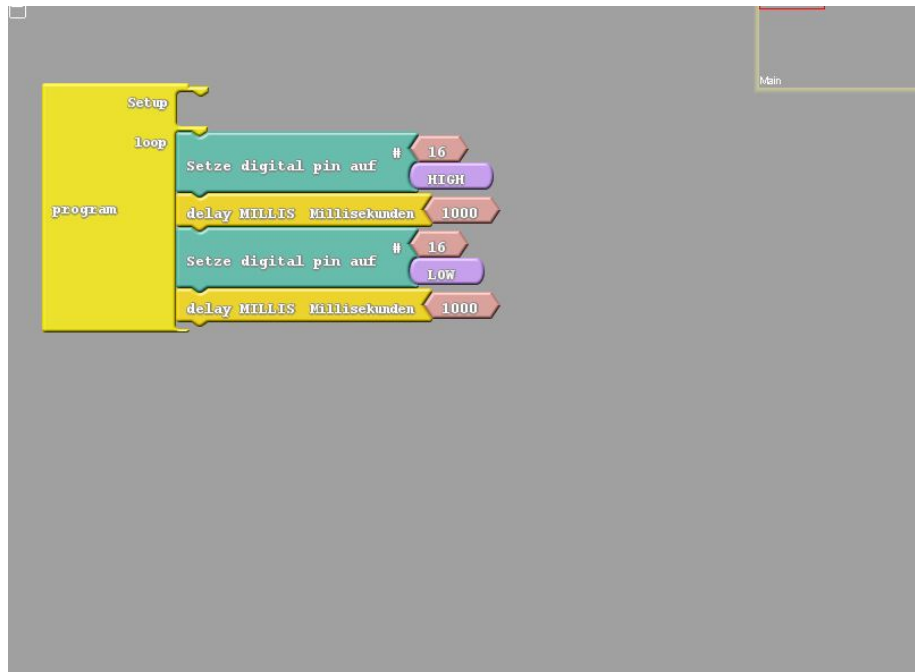 Main
Setup
loop
Setze digital pin auf # 16
HIGH
program
delay MILLIS Millisekunden 1000
Setze digital pin auf # 16
LOW
delay MILLIS Millisekunden 1000